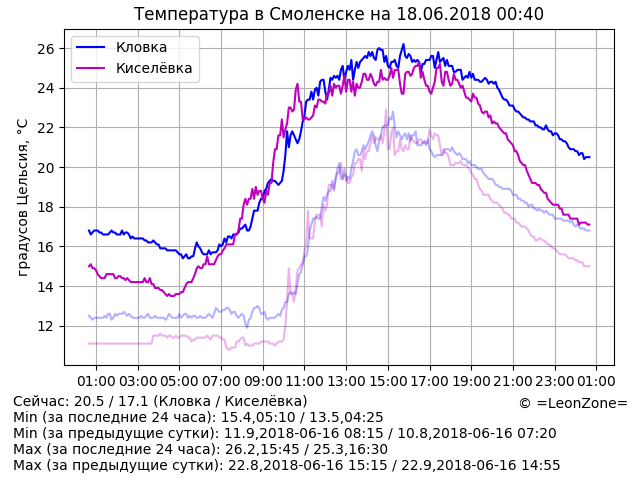 Температура в Смоленске на 18.06.2018 00:40
Кловка
Киселёвка
градусов Цельсия, °C
26
24
22
20
18
16
14
12
01:00 03:00 05:00 07:00 09:00 11:00 13:00 15:00 17:00 19:00 21:00 23:00 01:00
Сейчас: 20.5 / 17.1 (Кловка / Киселёвка)
© =LeonZone=
Min (за последние 24 часа): 15.4,05:10 / 13.5,04:25
Min (за предыдущие сутки): 11.9,2018-06-16 08:15 / 10.8,2018-06-16 07:20
Max (за последние 24 часа): 26.2,15:45 / 25.3,16:30
Max (за предыдущие сутки): 22.8,2018-06-16 15:15 / 22.9,2018-06-16 14:55